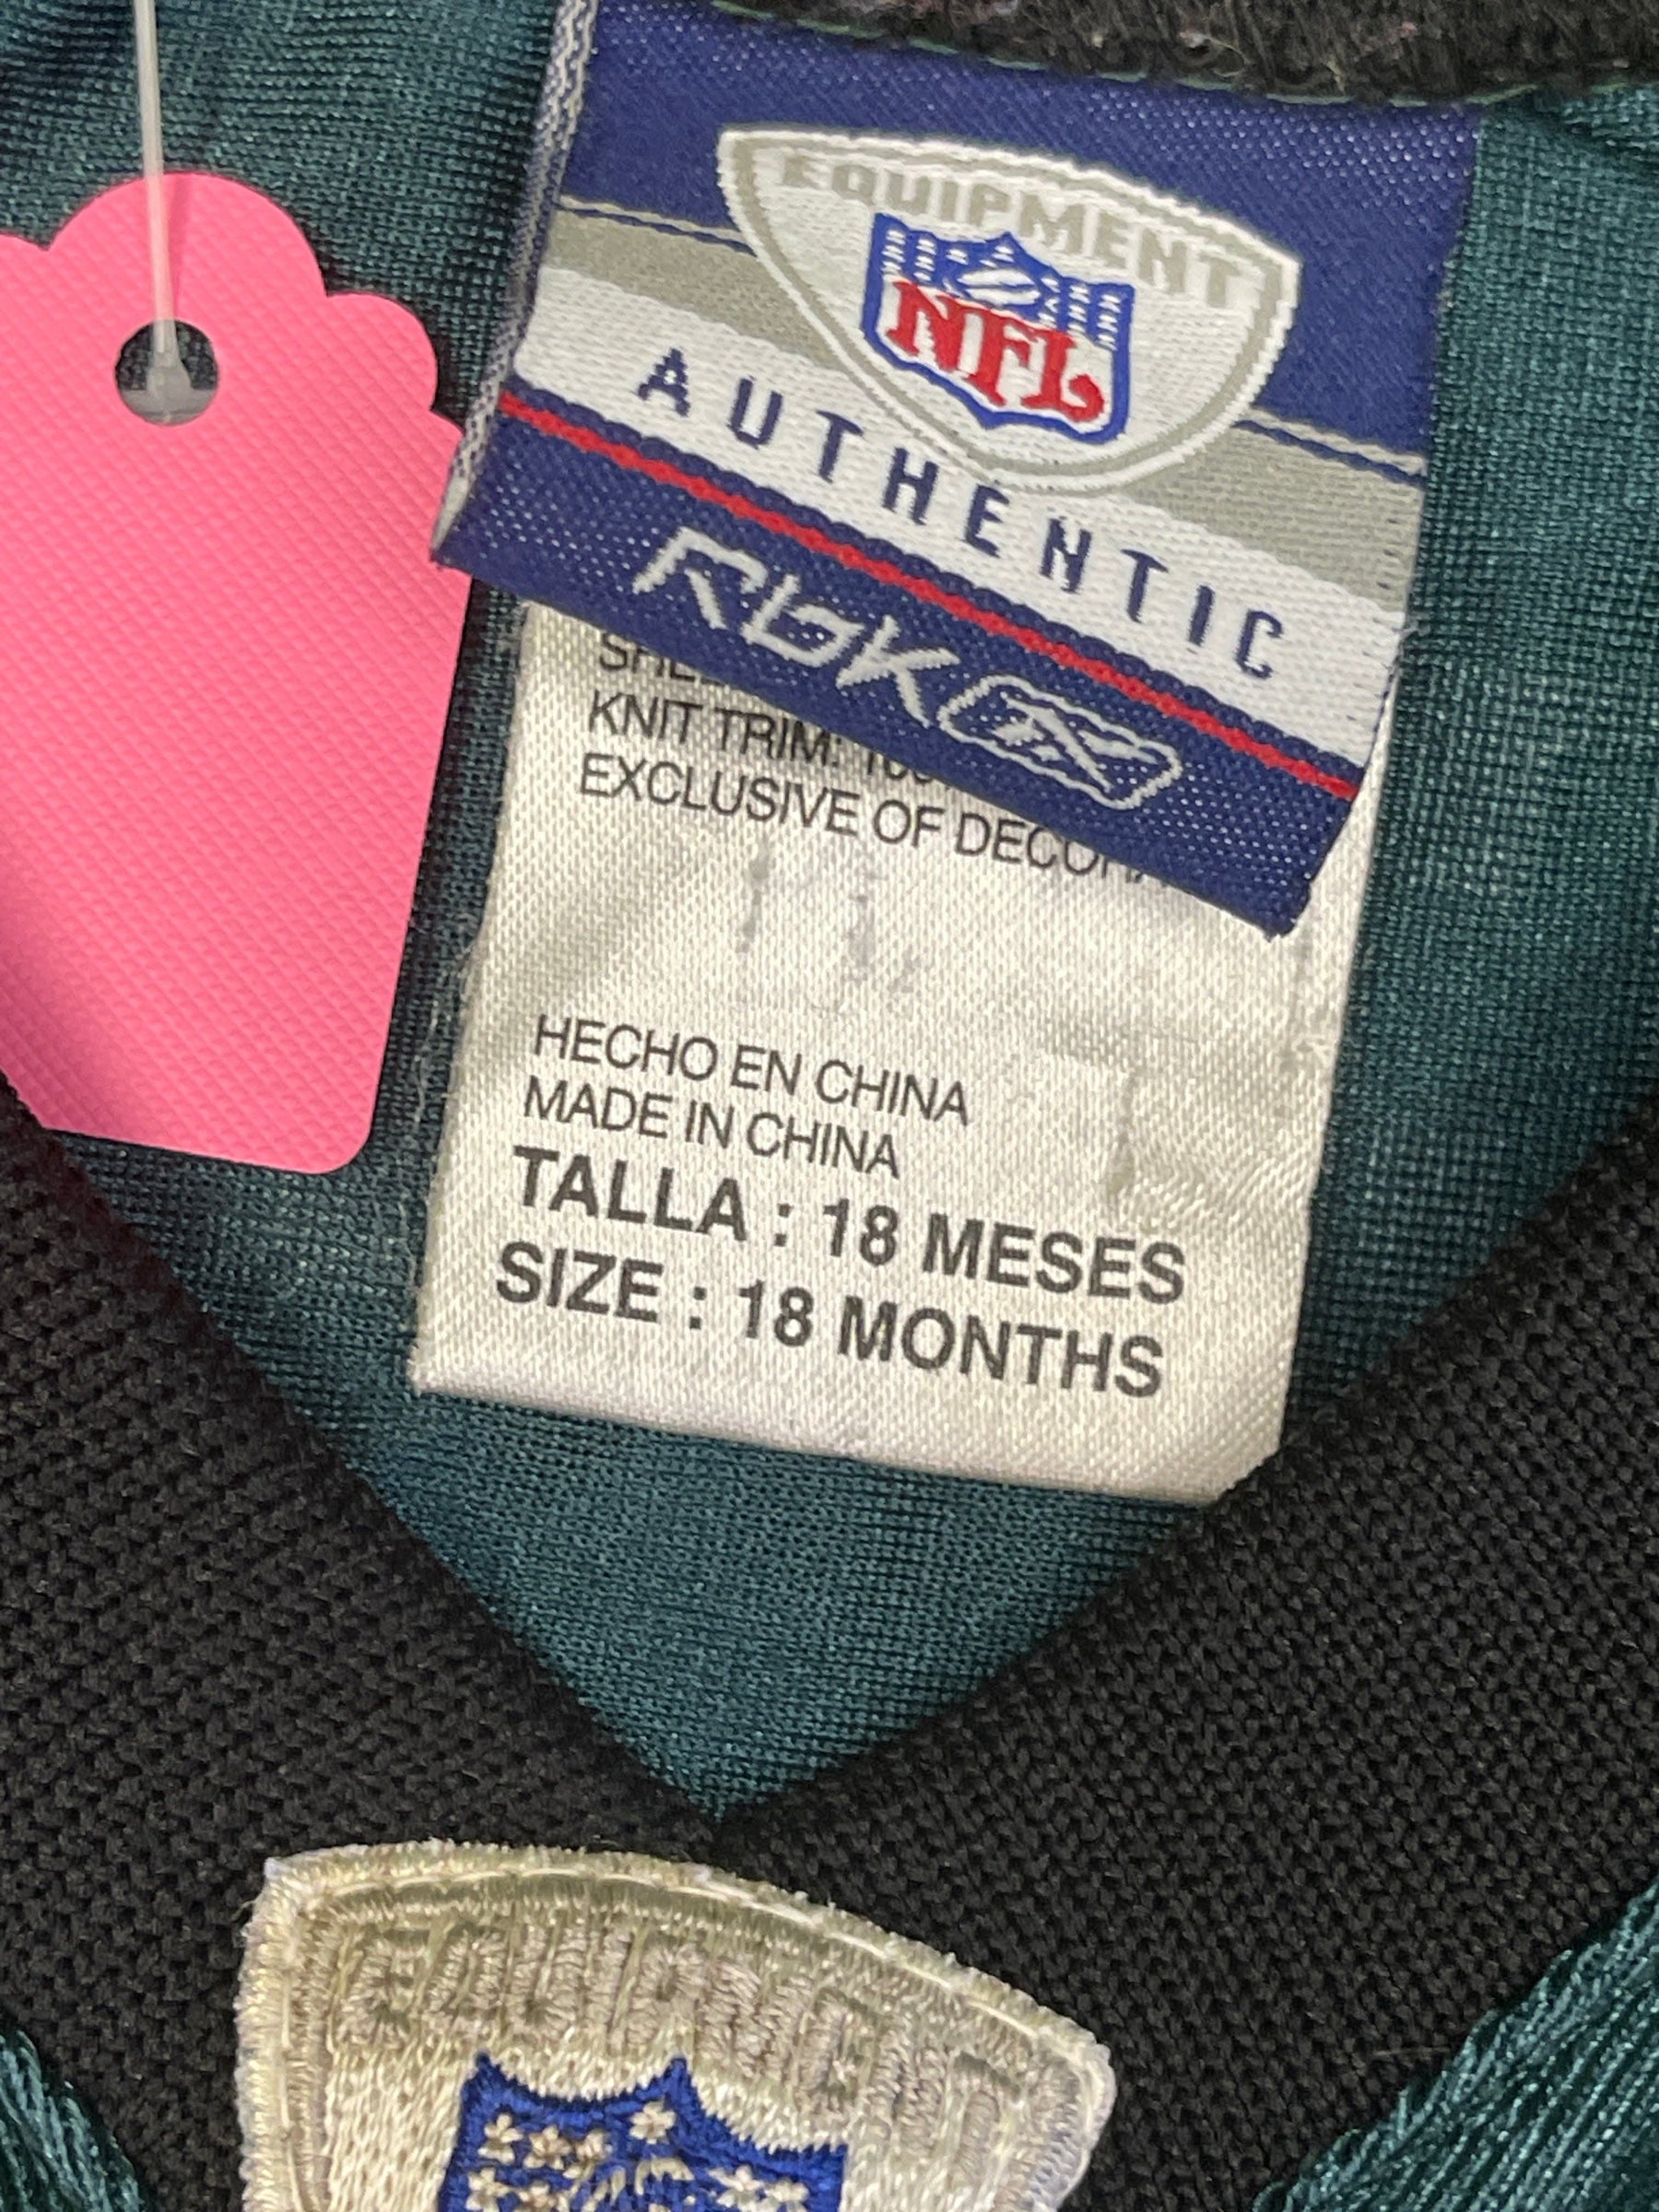 EQUIPMENT
NFL
AUTHENTIC
RBK
KNIT TRIM:
EXCLUSIVE OF
HECHO EN CHINA
MADE IN CHINA
TALLA : 18 MESES
SIZE : 18 MONTHS
EQUIPMENT